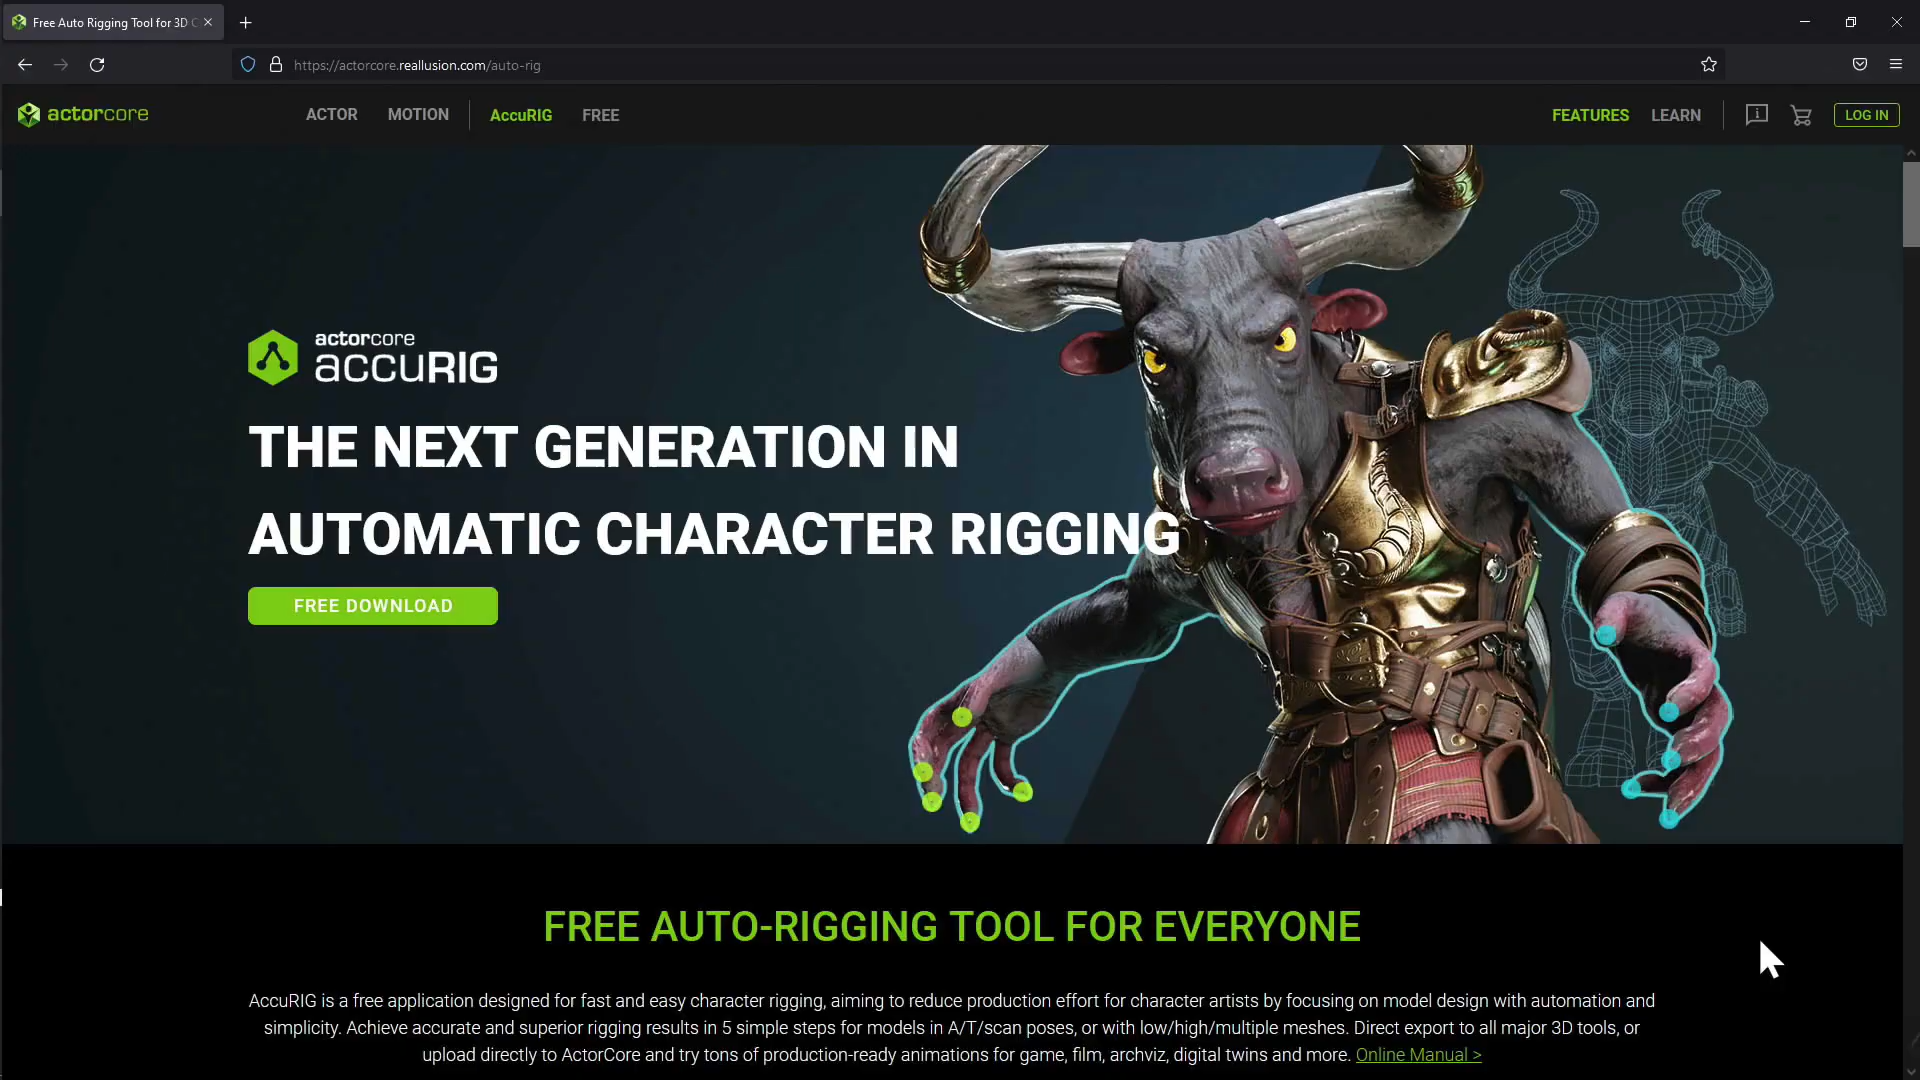 Free Auto Rigging Tool for 3D C
https://actorcore.reallusion.com/auto-rig
actorcore
ACTOR
MOTION
AccuRIG
FREE
FEATURES
LEARN
LOG IN
actorcore
accuRIG
THE NEXT GENERATION IN
AUTOMATIC CHARACTER RIGGING
FREE DOWNLOAD
FREE AUTO-RIGGING TOOL FOR EVERYONE
AccuRIG is a free application designed for fast and easy character rigging, aiming to reduce production effort for character artists by focusing on model design with automation and
simplicity. Achieve accurate and superior rigging results in 5 simple steps for models in A/T/scan poses, or with low/high/multiple meshes. Direct export to all major 3D tools, or
upload directly to ActorCore and try tons of production-ready animations for game, film, archviz, digital twins and more. Online Manual >